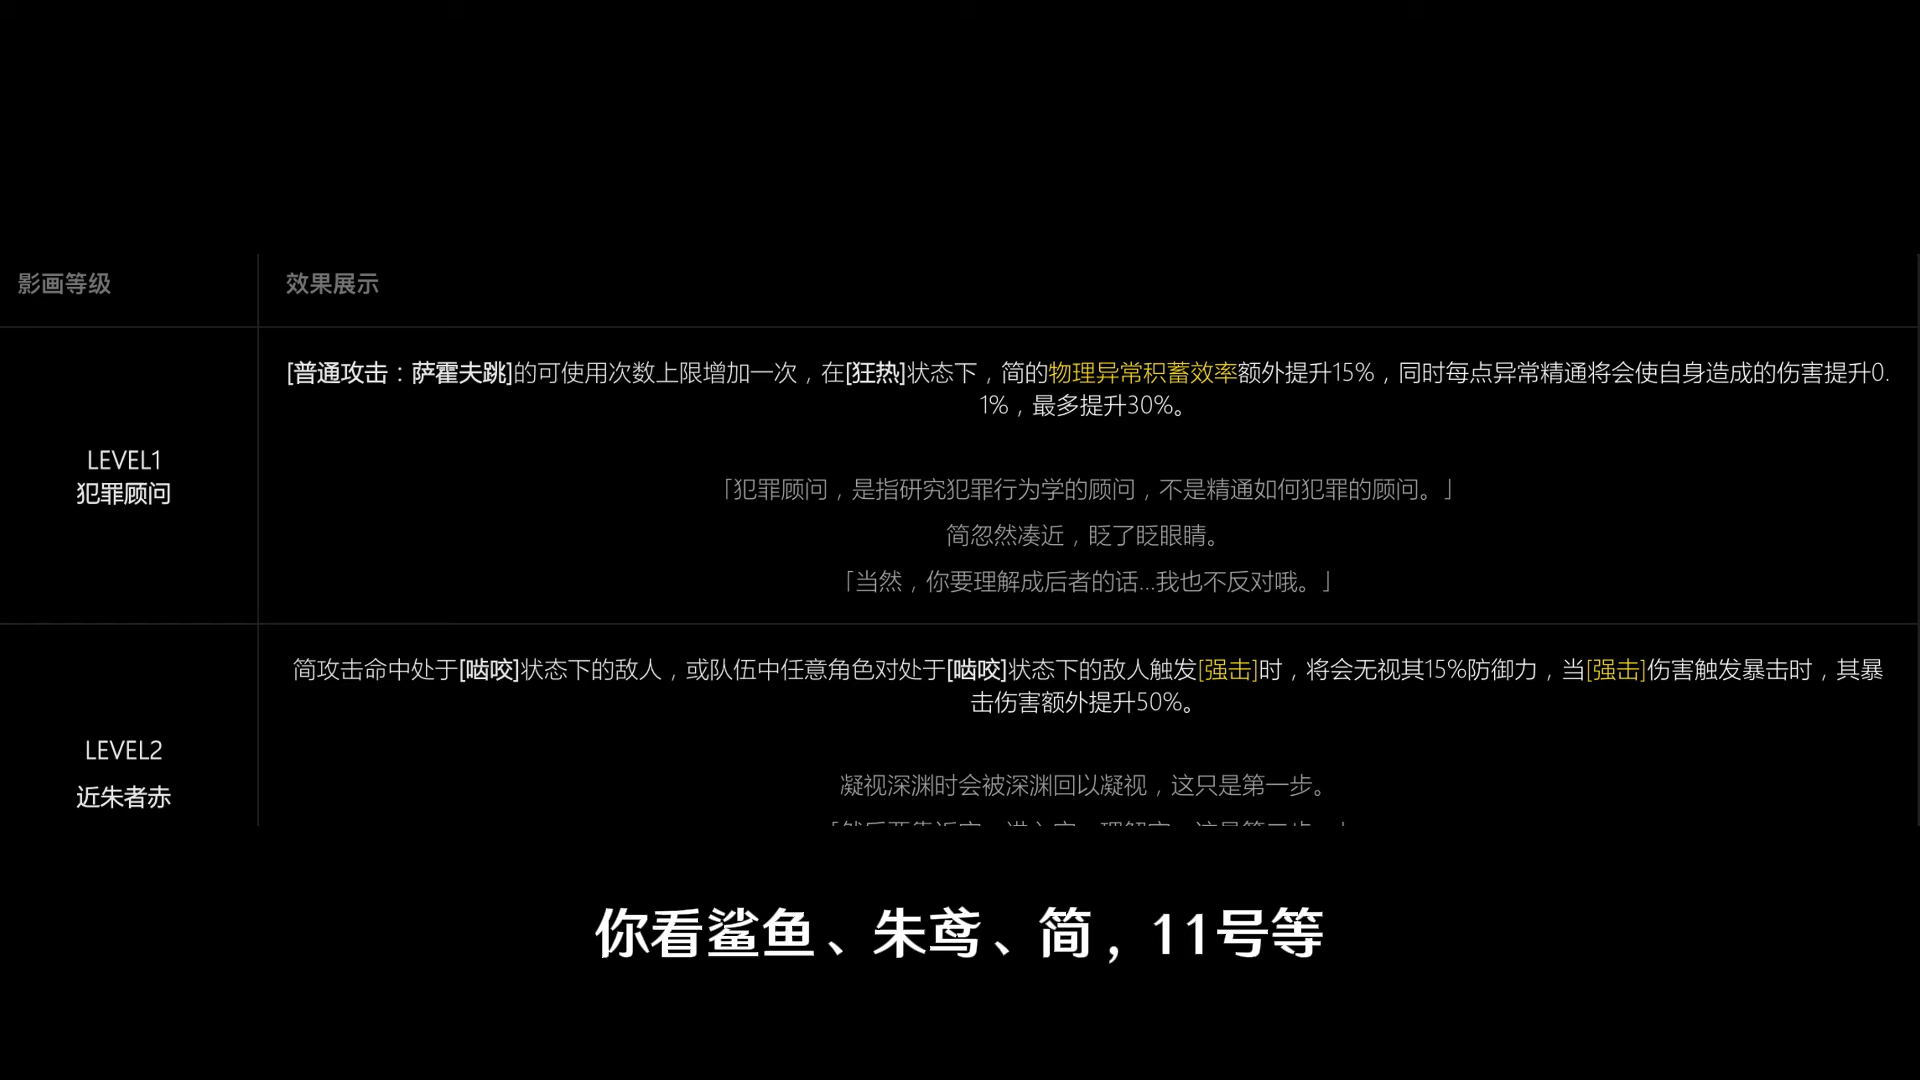 影画等级
效果展示
[普通攻击：萨霍夫跳]的可使用次数上限增加一次，在[狂热]状态下，简的物理异常积蓄效率额外提升15%，同时每点异常精通将会使自身造成的伤害提升0.
1%，最多提升30%。
LEVEL1
犯罪顾问
「犯罪顾问，是指研究犯罪行为学的顾问，不是精通如何犯罪的顾问。」
简忽然凑近，眨了眨眼睛。
「当然，你要理解成后者的话...我也不反对哦。」
简攻击命中处于[啮咬]状态下的敌人，或队伍中任意角色对处于[啮咬]状态下的敌人触发[强击]时，将会无视其15%防御力，当[强击]伤害触发暴击时，其暴
击伤害额外提升50%。
LEVEL2
近朱者赤
凝视深渊时会被深渊回以凝视，这只是第一步。
你看鲨鱼、朱鸢、简，11号等